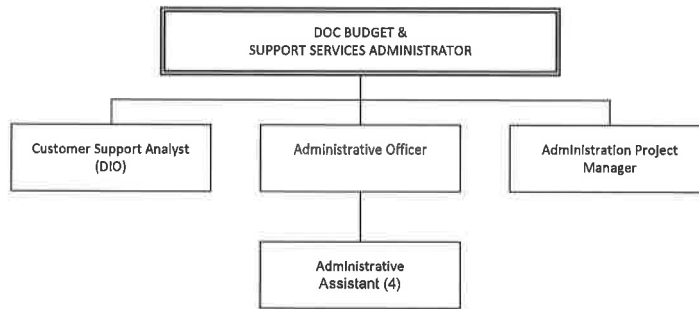 DOC BUDGET &
SUPPORT SERVICES ADMINISTRATOR
Customer Support Analyst
(DIO)
Administrative Officer
Administration Project
Manager
Administrative
Assistant (4)